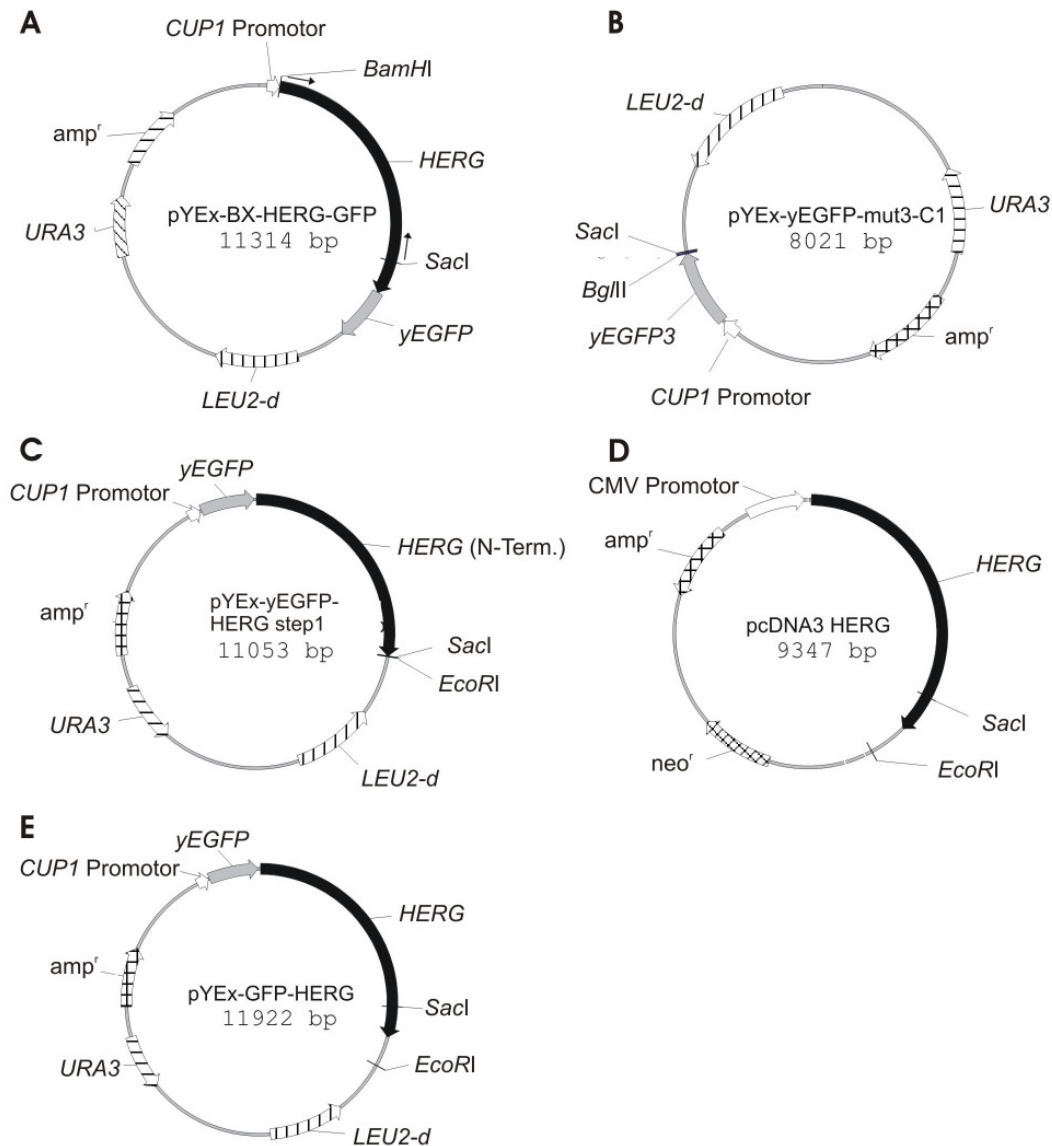 A
CUP1 Promotor
BamHI
amp^r
HERG
pYEx-BX-HERG-GFP
11314 bp
URA3
SacI
yEGFP
LEU2-d
B
LEU2-d
pYEx-yEGFP-mut3-C1
8021 bp
URA3
SacI
BglII
yEGFP3
amp^r
CUP1 Promotor
C
yEGFP
CUP1 Promotor
HERG (N-Term.)
amp^r
pYEx-yEGFP-
HERG step1
11053 bp
SacI
EcoRI
URA3
LEU2-d
D
CMV Promotor
amp^r
HERG
pcDNA3 HERG
9347 bp
SacI
neo^r
EcoRI
E
yEGFP
CUP1 Promotor
HERG
amp^r
pYEx-GFP-HERG
11922 bp
SacI
EcoRI
URA3
LEU2-d